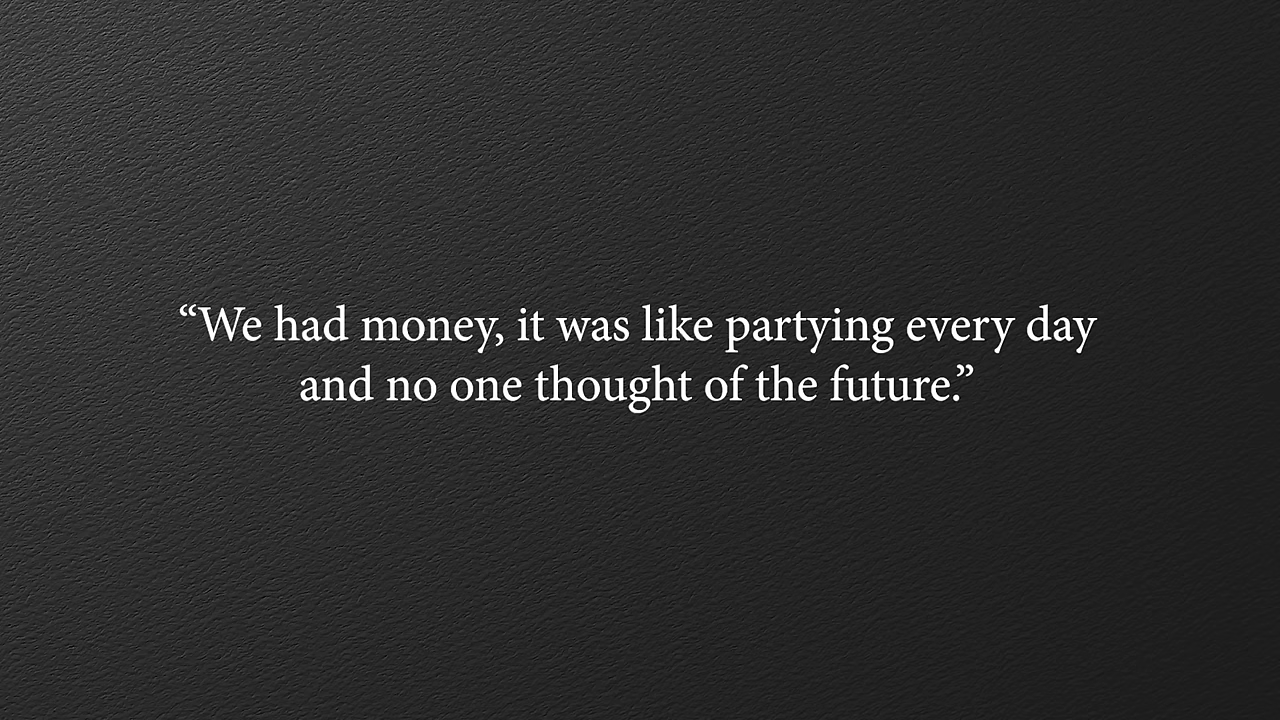 “We had money, it was like partying every day
and no one thought of the future.”